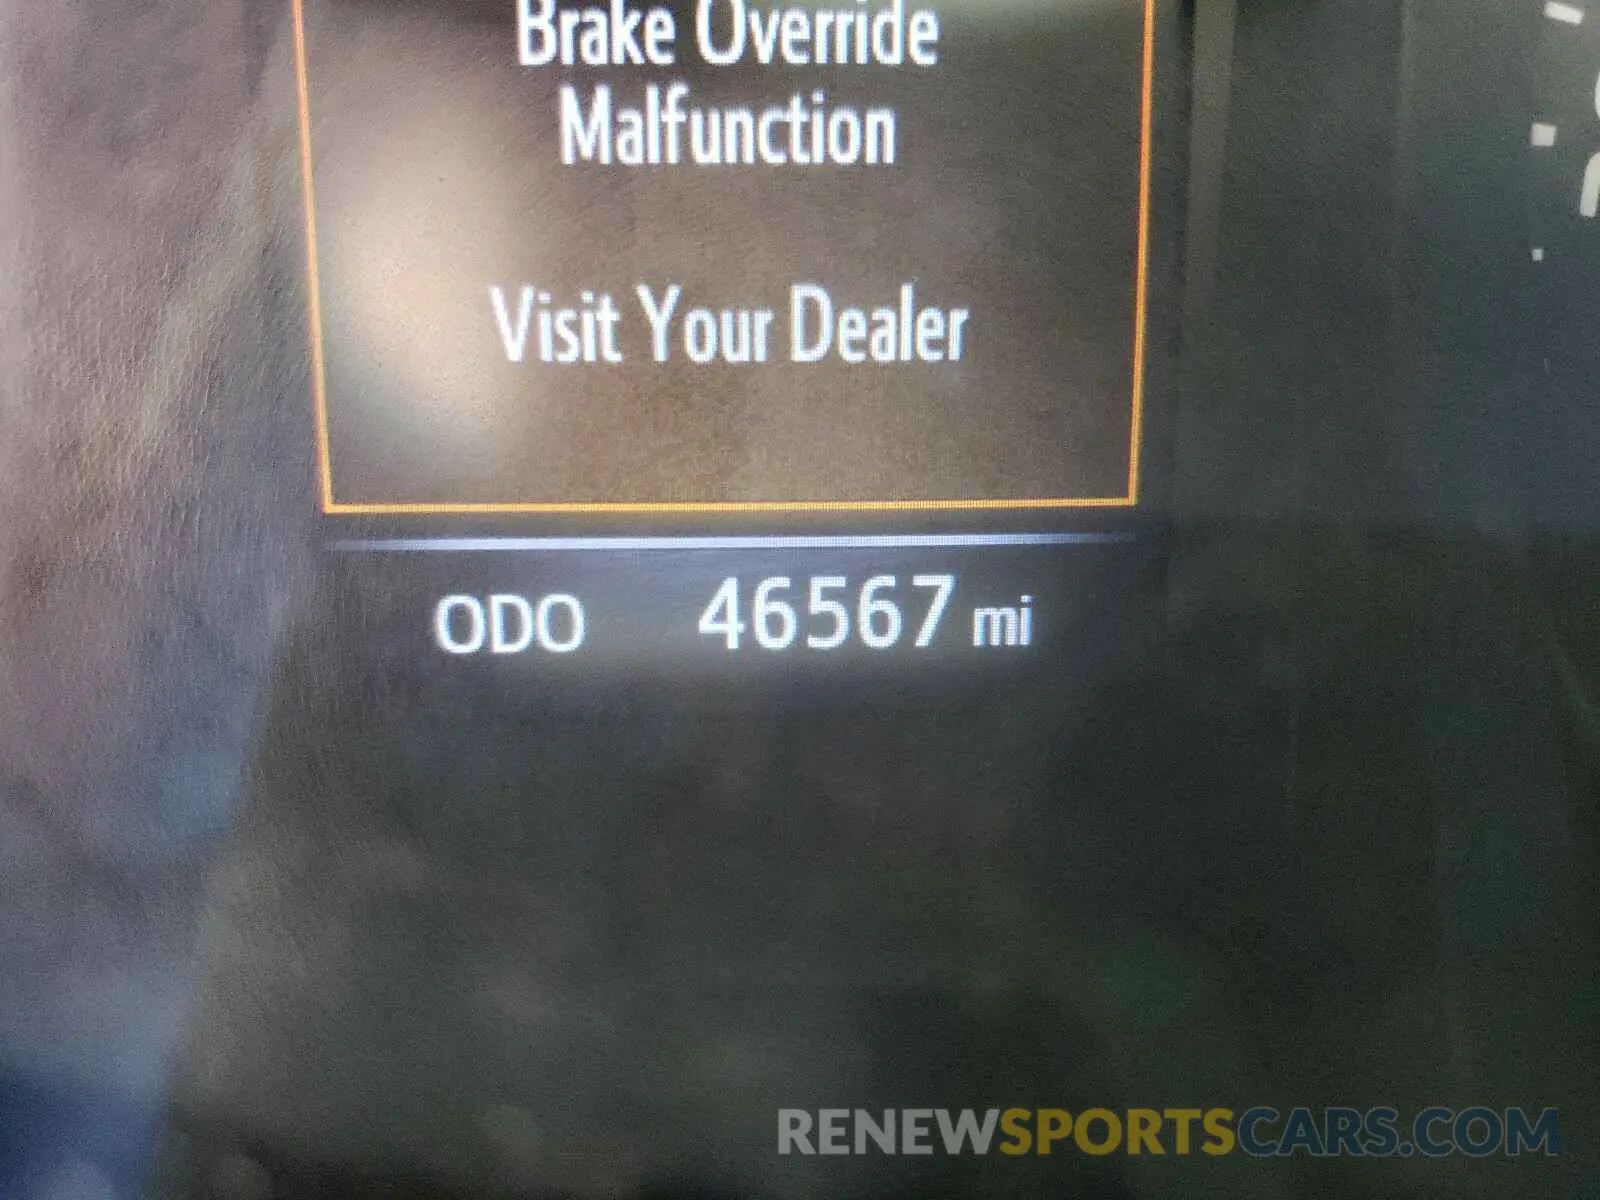 Brake Override
Malfunction
Visit Your Dealer
ODO 46567 mi
RENEWSPORTSCARS.COM